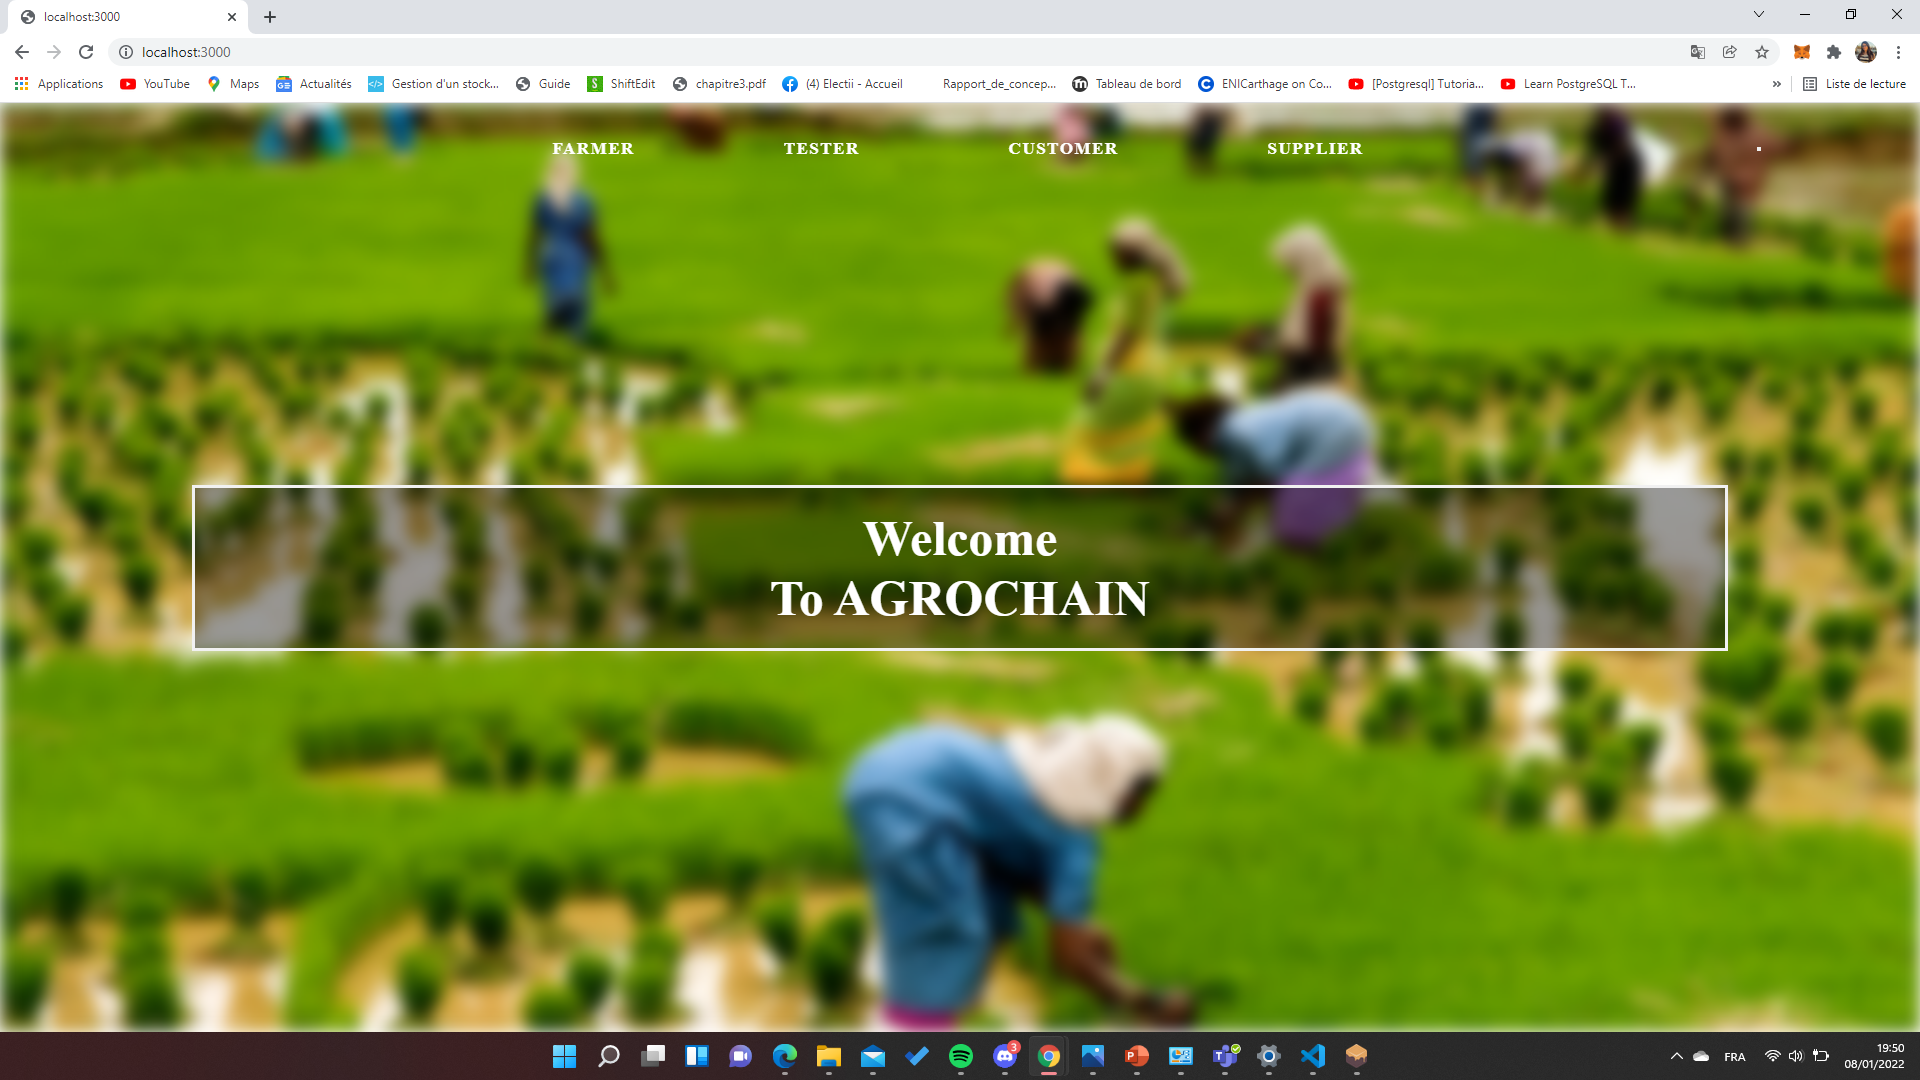 localhost:3000
localhost:3000
Applications YouTube Maps Actualités Gestion d'un stock... Guide ShiftEdit chapitre3.pdf (4) Electii - Accueil Rapport_de_concep... Tableau de bord ENICarthage on Co... [Postgresql] Tutoria... Learn PostgreSQL T... » Liste de lecture
FARMER TESTER CUSTOMER SUPPLIER
Welcome
To AGROCHAIN
3
FRA
19:50
08/01/2022